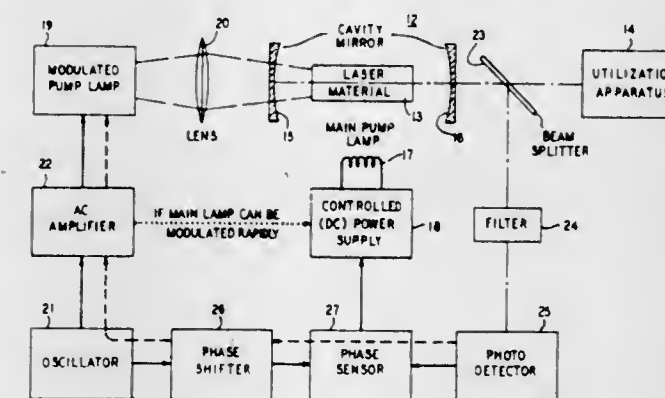 19
20
CAVITY
MIRROR
12
23
14
MODULATED
PUMP LAMP
LASER
MATERIAL
UTILIZATIO
APPARATUS
LENS
15
13
16
BEAM
SPLITTER
MAIN PUMP
LAMP
17
22
AC
AMPLIFIER
IF MAIN LAMP CAN BE
MODULATED RAPIDLY
CONTROLLED
(DC) POWER
SUPPLY
18
FILTER
24
21
26
27
25
OSCILLATOR
PHASE
SHIFTER
PHASE
SENSOR
PHOTO
DETECTOR